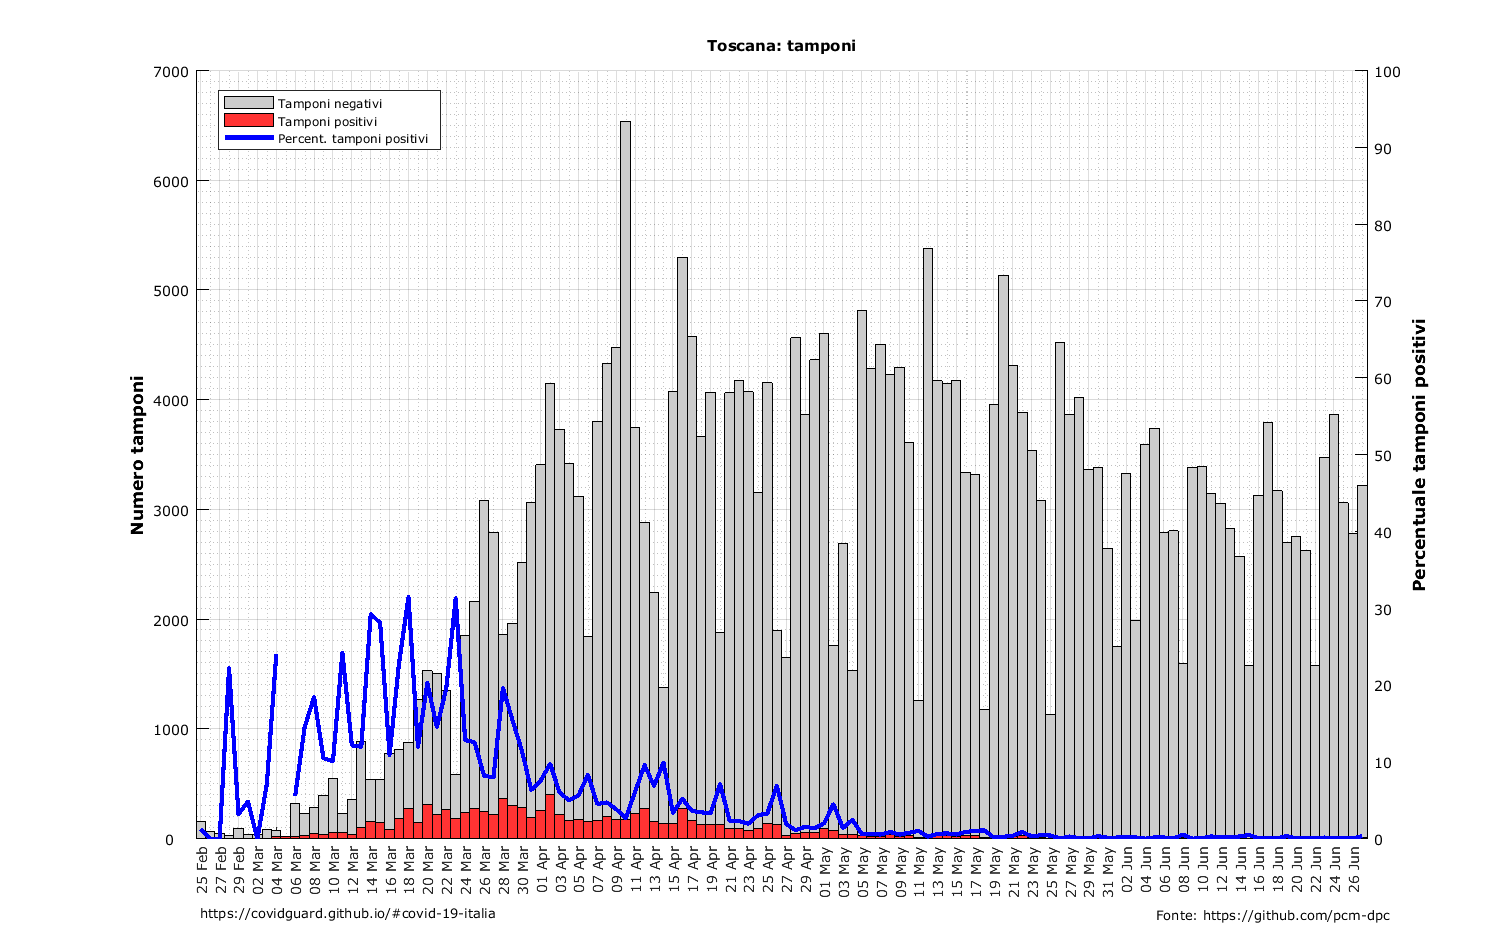 Toscana: tamponi
Tamponi negativi
Tamponi positivi
Percent. tamponi positivi
Numero tamponi
7000
6000
5000
4000
3000
2000
1000
0
Percentuale tamponi positivi
100
90
80
70
60
50
40
30
20
10
0
25 Feb
27 Feb
29 Feb
02 Mar
04 Mar
06 Mar
08 Mar
10 Mar
12 Mar
14 Mar
16 Mar
18 Mar
20 Mar
22 Mar
24 Mar
26 Mar
28 Mar
30 Mar
01 Apr
03 Apr
05 Apr
07 Apr
09 Apr
11 Apr
13 Apr
15 Apr
17 Apr
19 Apr
21 Apr
23 Apr
25 Apr
27 Apr
29 Apr
01 May
03 May
05 May
07 May
09 May
11 May
13 May
15 May
17 May
19 May
21 May
23 May
25 May
27 May
29 May
31 May
02 Jun
04 Jun
06 Jun
08 Jun
10 Jun
12 Jun
14 Jun
16 Jun
18 Jun
20 Jun
22 Jun
24 Jun
26 Jun
https://covidguard.github.io/#covid-19-italia
Fonte: https://github.com/pcm-dpc